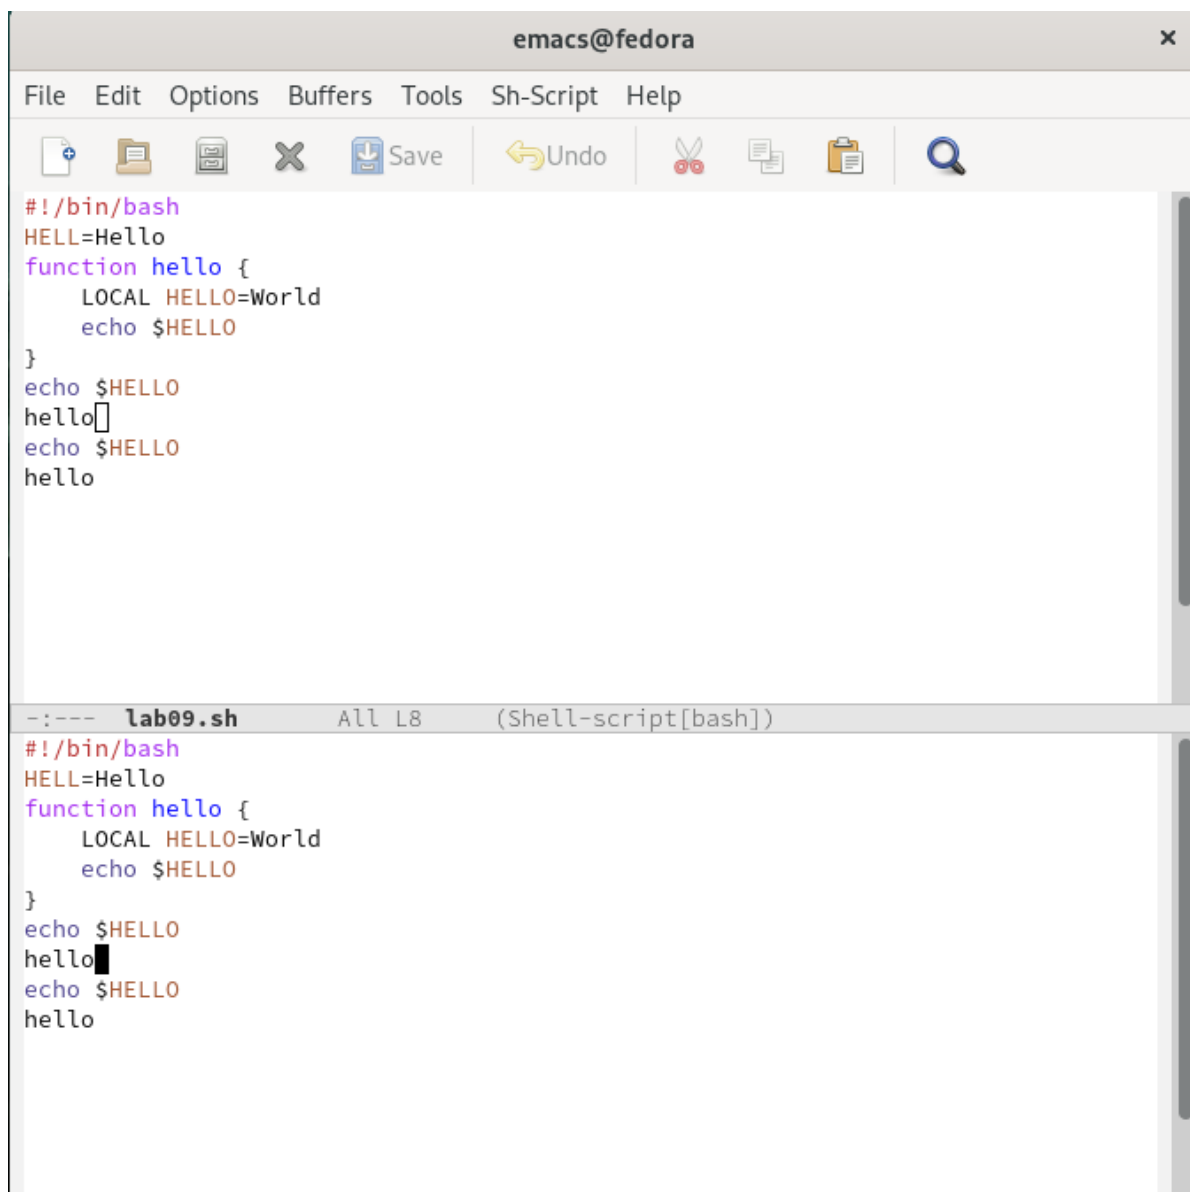 emacs@fedora
File Edit Options Buffers Tools Sh-Script Help
Save Undo
#!/bin/bash
HELL=Hello
function hello {
    LOCAL HELLO=World
    echo $HELLO
}
echo $HELLO
hello
echo $HELLO
hello
-:--- lab09.sh All L8 (Shell-script[bash])
#!/bin/bash
HELL=Hello
function hello {
    LOCAL HELLO=World
    echo $HELLO
}
echo $HELLO
hello
echo $HELLO
hello